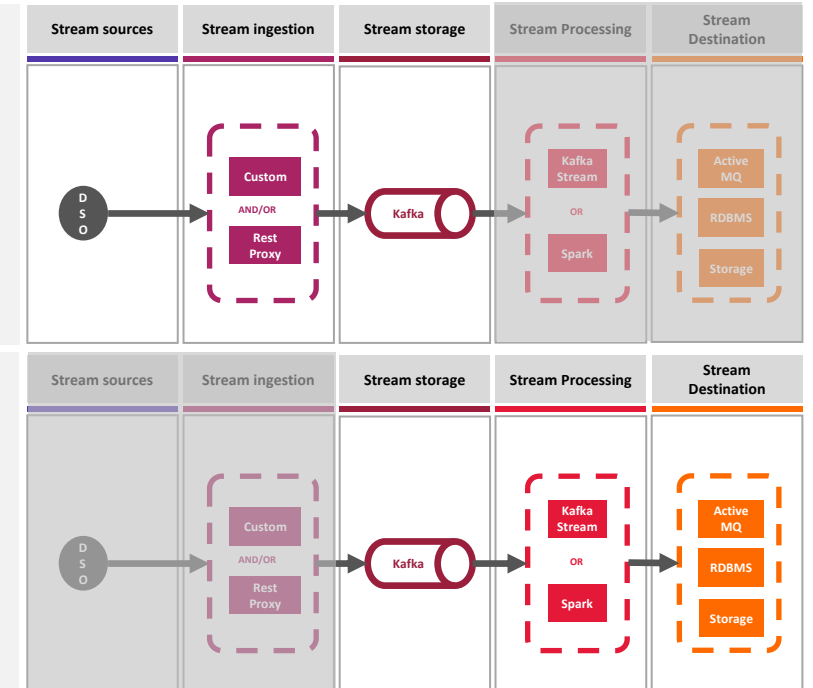 Stream sources
Stream ingestion
Stream storage
Stream Processing
Stream
Destination
D
S
O
Custom
AND/OR
Rest
Proxy
Kafka
Kafka
Stream
OR
Spark
Active
MQ
RDBMS
Storage
Stream sources
Stream ingestion
Stream storage
Stream Processing
Stream
Destination
D
S
O
Custom
AND/OR
Rest
Proxy
Kafka
Kafka
Stream
OR
Spark
Active
MQ
RDBMS
Storage